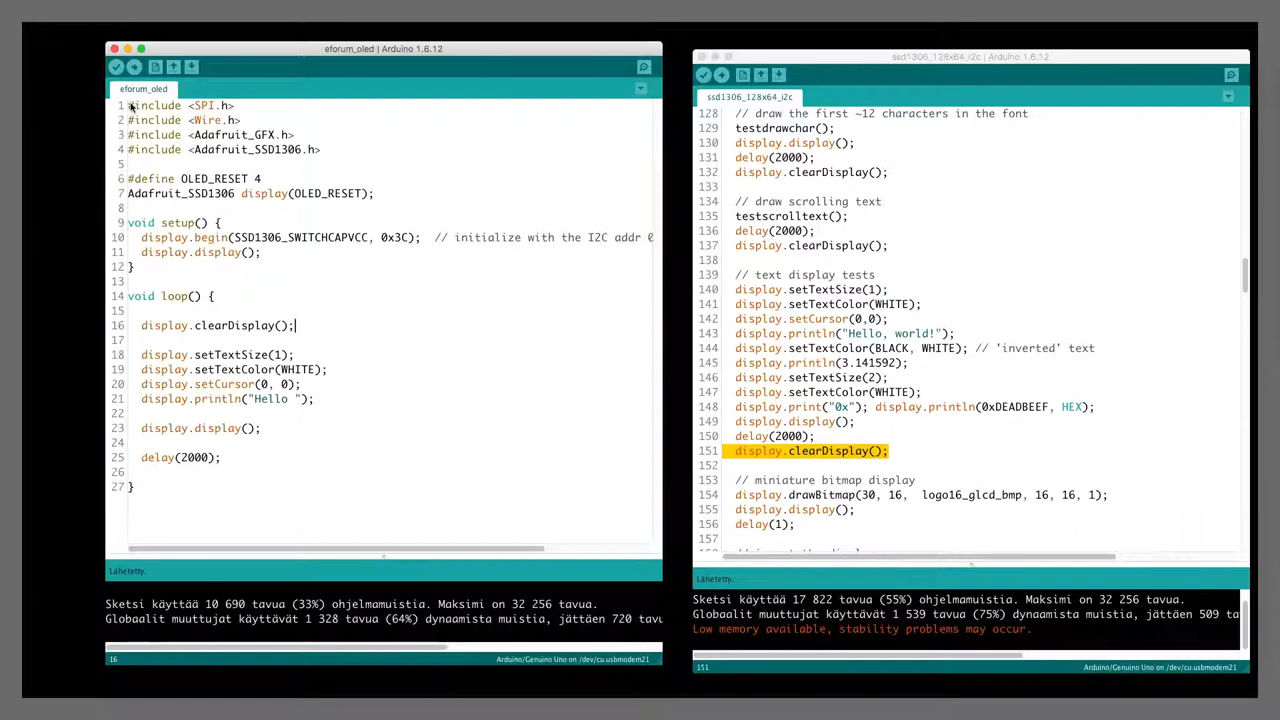 eforum_oled | Arduino 1.6.12
eforum_oled
1 #include <SPI.h>
2 #include <Wire.h>
3 #include <Adafruit_GFX.h>
4 #include <Adafruit_SSD1306.h>
5
6 #define OLED_RESET 4
7 Adafruit_SSD1306 display(OLED_RESET);
8
9 void setup() {
10 display.begin(SSD1306_SWITCHCAPVCC, 0x3C);  // initialize with the I2C addr 0
11 display.display();
12 }
13
14 void loop() {
15
16 display.clearDisplay();
17
18 display.setTextSize(1);
19 display.setTextColor(WHITE);
20 display.setCursor(0, 0);
21 display.println("Hello ");
22
23 display.display();
24
25 delay(2000);
26
27 }
Lähetetty.
Sketsi käyttää 10 690 tavua (33%) ohjelmamuistia. Maksimi on 32 256 tavua.
Globaalit muuttujat käyttävät 1 328 tavua (64%) dynaamista muistia, jättäen 720 tavu
16
Arduino/Genuino Uno on /dev/cu.usbmodem21
ssd1306_128x64_i2c | Arduino 1.6.12
ssd1306_128x64_i2c
128 // draw the first ~12 characters in the font
129 testdrawchar();
130 display.display();
131 delay(2000);
132 display.clearDisplay();
133
134 // draw scrolling text
135 testscrolltext();
136 delay(2000);
137 display.clearDisplay();
138
139 // text display tests
140 display.setTextSize(1);
141 display.setTextColor(WHITE);
142 display.setCursor(0,0);
143 display.println("Hello, world!");
144 display.setTextColor(BLACK, WHITE); // 'inverted' text
145 display.println(3.141592);
146 display.setTextSize(2);
147 display.setTextColor(WHITE);
148 display.print("0x"); display.println(0xDEADBEEF, HEX);
149 display.display();
150 delay(2000);
151 display.clearDisplay();
152
153 // miniature bitmap display
154 display.drawBitmap(30, 16,  logo16_glcd_bmp, 16, 16, 1);
155 display.display();
156 delay(1);
157
Lähetetty.
Sketsi käyttää 17 822 tavua (55%) ohjelmamuistia. Maksimi on 32 256 tavua.
Globaalit muuttujat käyttävät 1 539 tavua (75%) dynaamista muistia, jättäen 509 ta
Low memory available, stability problems may occur.
151
Arduino/Genuino Uno on /dev/cu.usbmodem21